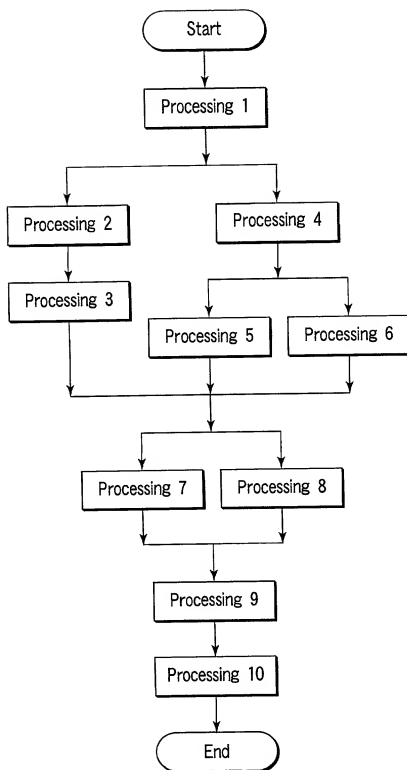 Start
Processing 1
Processing 2
Processing 4
Processing 3
Processing 5
Processing 6
Processing 7
Processing 8
Processing 9
Processing 10
End